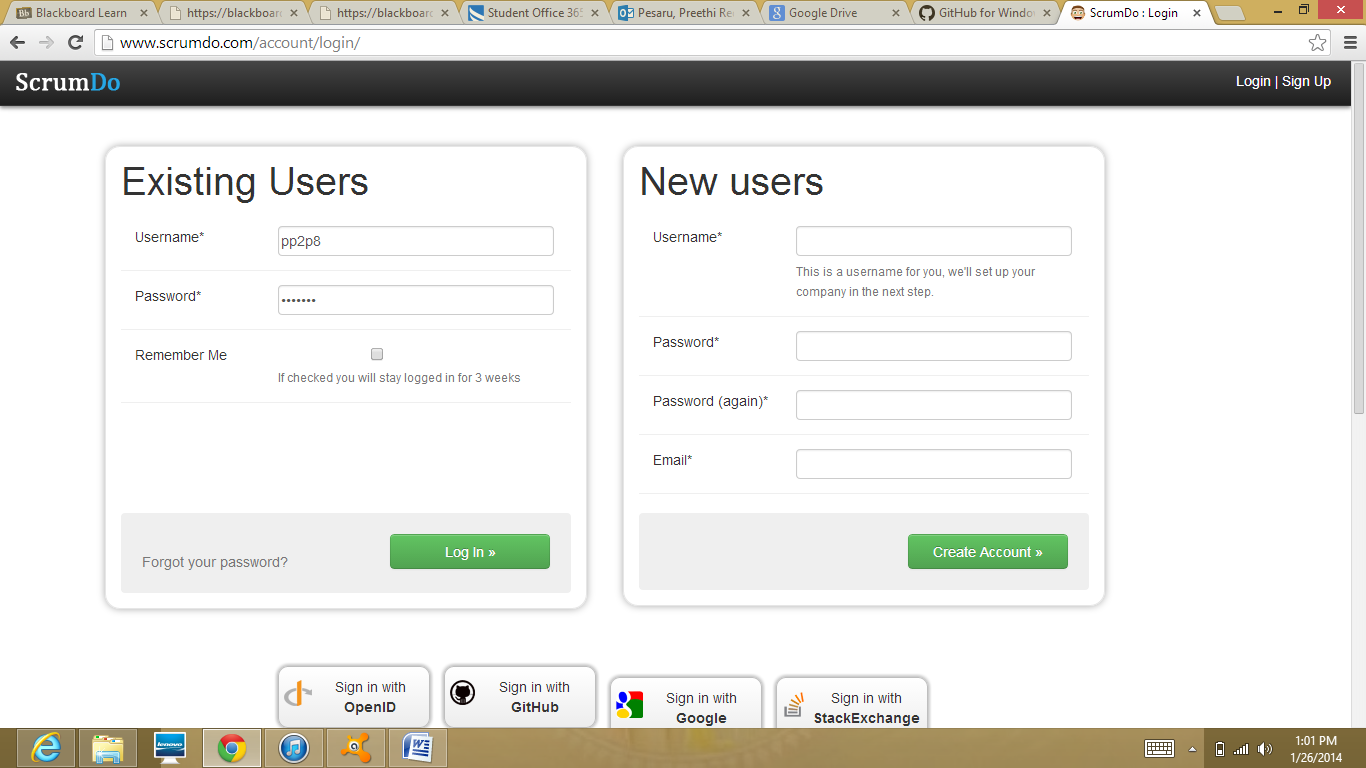 Blackboard Learn
https://blackboard
https://blackboard
Student Office 365
Pesaru, Preethi Re
Google Drive
GitHub for Windo
ScrumDo : Login
www.scrumdo.com/account/login/
ScrumDo
Login | Sign Up
Existing Users
Username*
pp2p8
Password*
•••••••
Remember Me
If checked you will stay logged in for 3 weeks
Forgot your password?
Log In »
New users
Username*
This is a username for you, we'll set up your
company in the next step.
Password*
Password (again)*
Email*
Create Account »
Sign in with
OpenID
Sign in with
GitHub
Sign in with
Google
Sign in with
StackExchange
lenovo
1:01 PM
1/26/2014